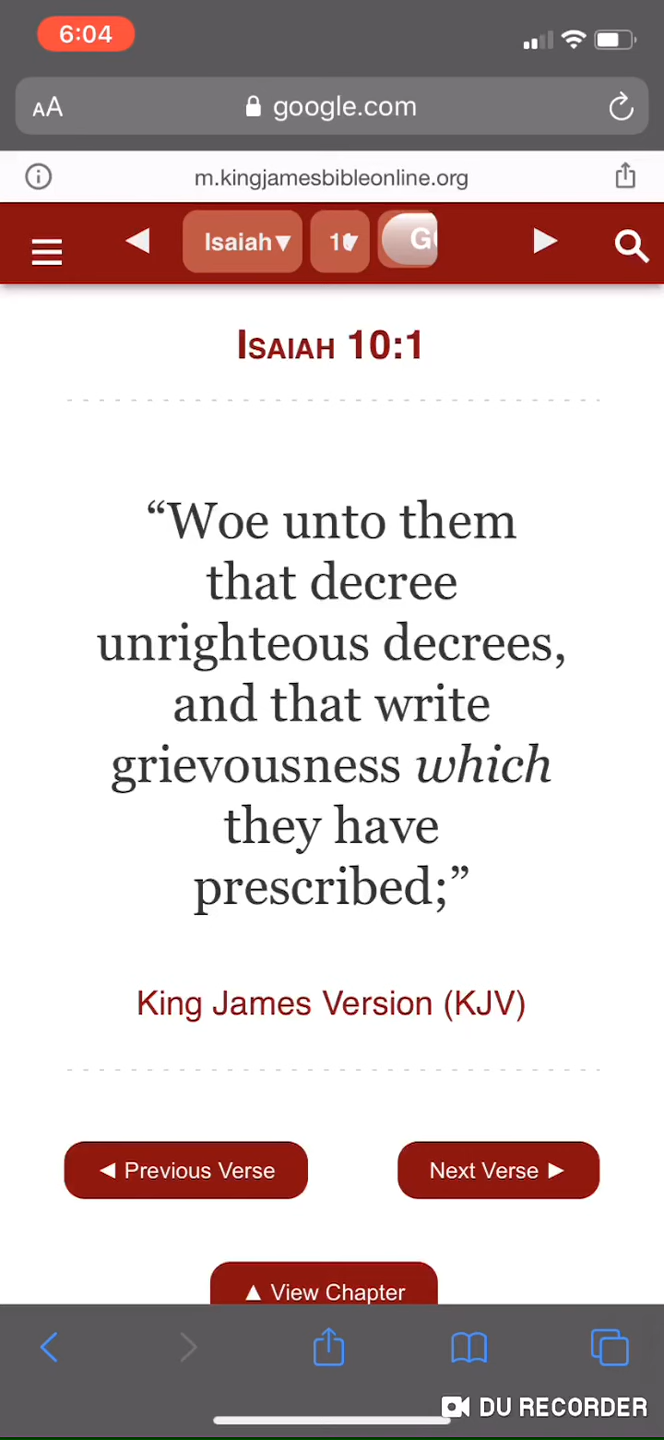 6:04
AA google.com
m.kingjamesbibleonline.org
Isaiah▼ 1 ▼ G
Isaiah 10:1
“Woe unto them
that decree
unrighteous decrees,
and that write
grievousness which
they have
prescribed;”
King James Version (KJV)
◄ Previous Verse Next Verse ►
▲ View Chapter
DU RECORDER